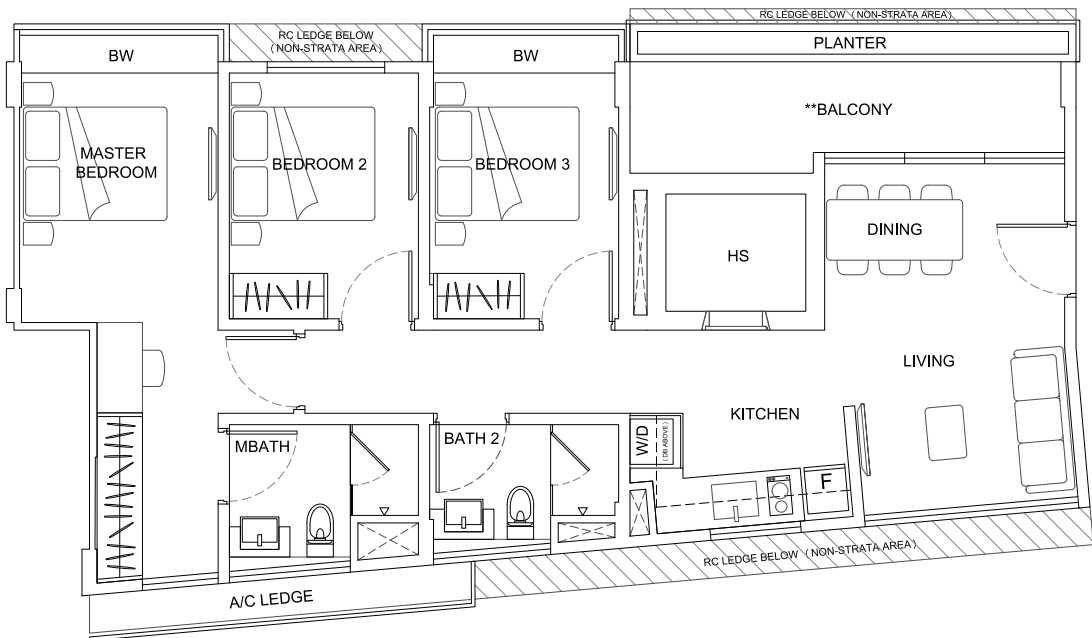 RC LEDGE BELOW (NON-STRATA AREA)
RC LEDGE BELOW
(NON-STRATA AREA)
BW
BW
PLANTER
**BALCONY
MASTER
BEDROOM
BEDROOM 2
BEDROOM 3
DINING
HS
LIVING
KITCHEN
MBATH
BATH 2
W/D
(DB ABOVE)
F
RC LEDGE BELOW (NON-STRATA AREA)
A/C LEDGE